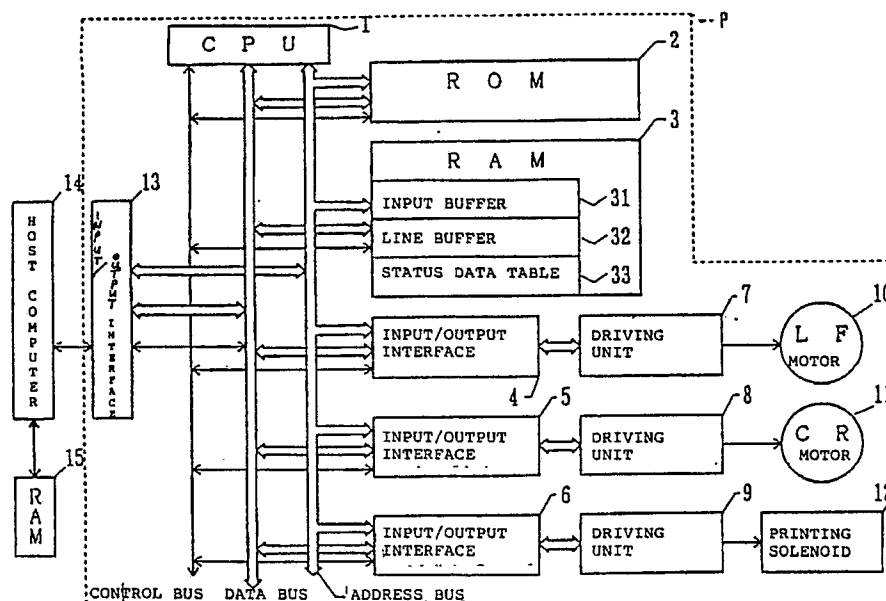 1
P
C P U
2
R O M
3
R A M
14
13
31
INPUT BUFFER
HOST COMPUTER
INPUT/OUTPUT INTERFACE
32
LINE BUFFER
33
STATUS DATA TABLE
7
10
INPUT/OUTPUT
INTERFACE
DRIVING
UNIT
L F
MOTOR
4
5
8
11
INPUT/OUTPUT
INTERFACE
DRIVING
UNIT
C R
MOTOR
15
RAM
6
9
12
INPUT/OUTPUT
INTERFACE
DRIVING
UNIT
PRINTING
SOLENOID
CONTROL BUS DATA BUS ADDRESS BUS